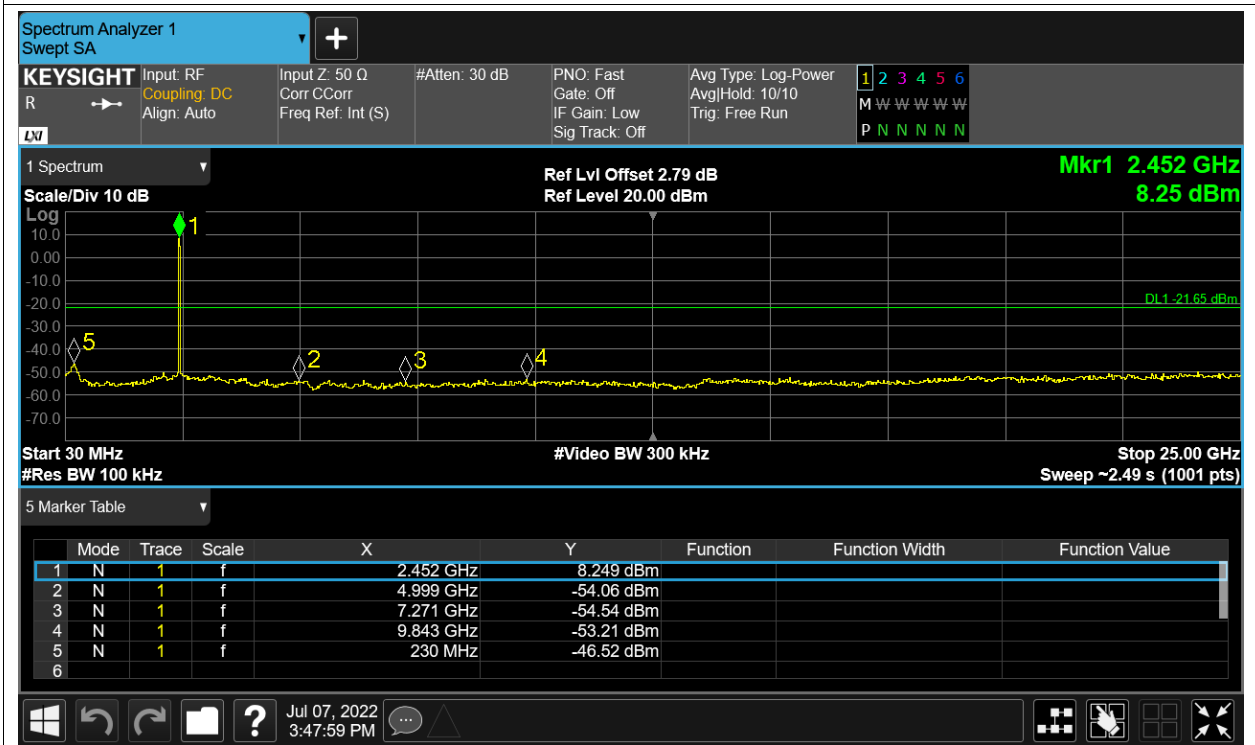 Spectrum Analyzer 1
Swept SA
+
KEYSIGHT Input: RF Input Z: 50 Ω #Atten: 30 dB PNO: Fast Avg Type: Log-Power 1 2 3 4 5 6
R Coupling: DC Corr CCorr Gate: Off Avg|Hold: 10/10 M W W W W W
Align: Auto Freq Ref: Int (S) IF Gain: Low Trig: Free Run
LXI Sig Track: Off P N N N N N
1 Spectrum Ref Lvl Offset 2.79 dB Mkr1 2.452 GHz
Scale/Div 10 dB Ref Level 20.00 dBm 8.25 dBm
Log
1
10.0
0.00
-10.0
-20.0 DL1 -21.65 dBm
-30.0
5
-40.0 2 3 4
-50.0
-60.0
-70.0
Start 30 MHz #Video BW 300 kHz Stop 25.00 GHz
#Res BW 100 kHz Sweep ~2.49 s (1001 pts)
5 Marker Table
Mode Trace Scale X Y Function Function Width Function Value
1 N 1 f 2.452 GHz 8.249 dBm
2 N 1 f 4.999 GHz -54.06 dBm
3 N 1 f 7.271 GHz -54.54 dBm
4 N 1 f 9.843 GHz -53.21 dBm
5 N 1 f 230 MHz -46.52 dBm
6
? Jul 07, 2022
3:47:59 PM